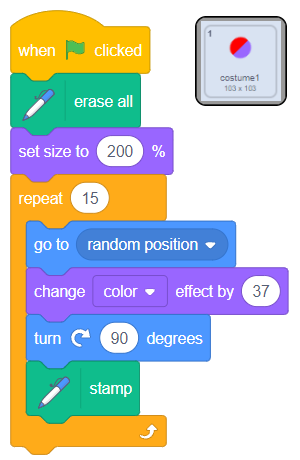 when clicked
erase all
set size to 200 %
repeat 15
go to random position
change color effect by 37
turn 90 degrees
stamp
1
costume1
103 x 103